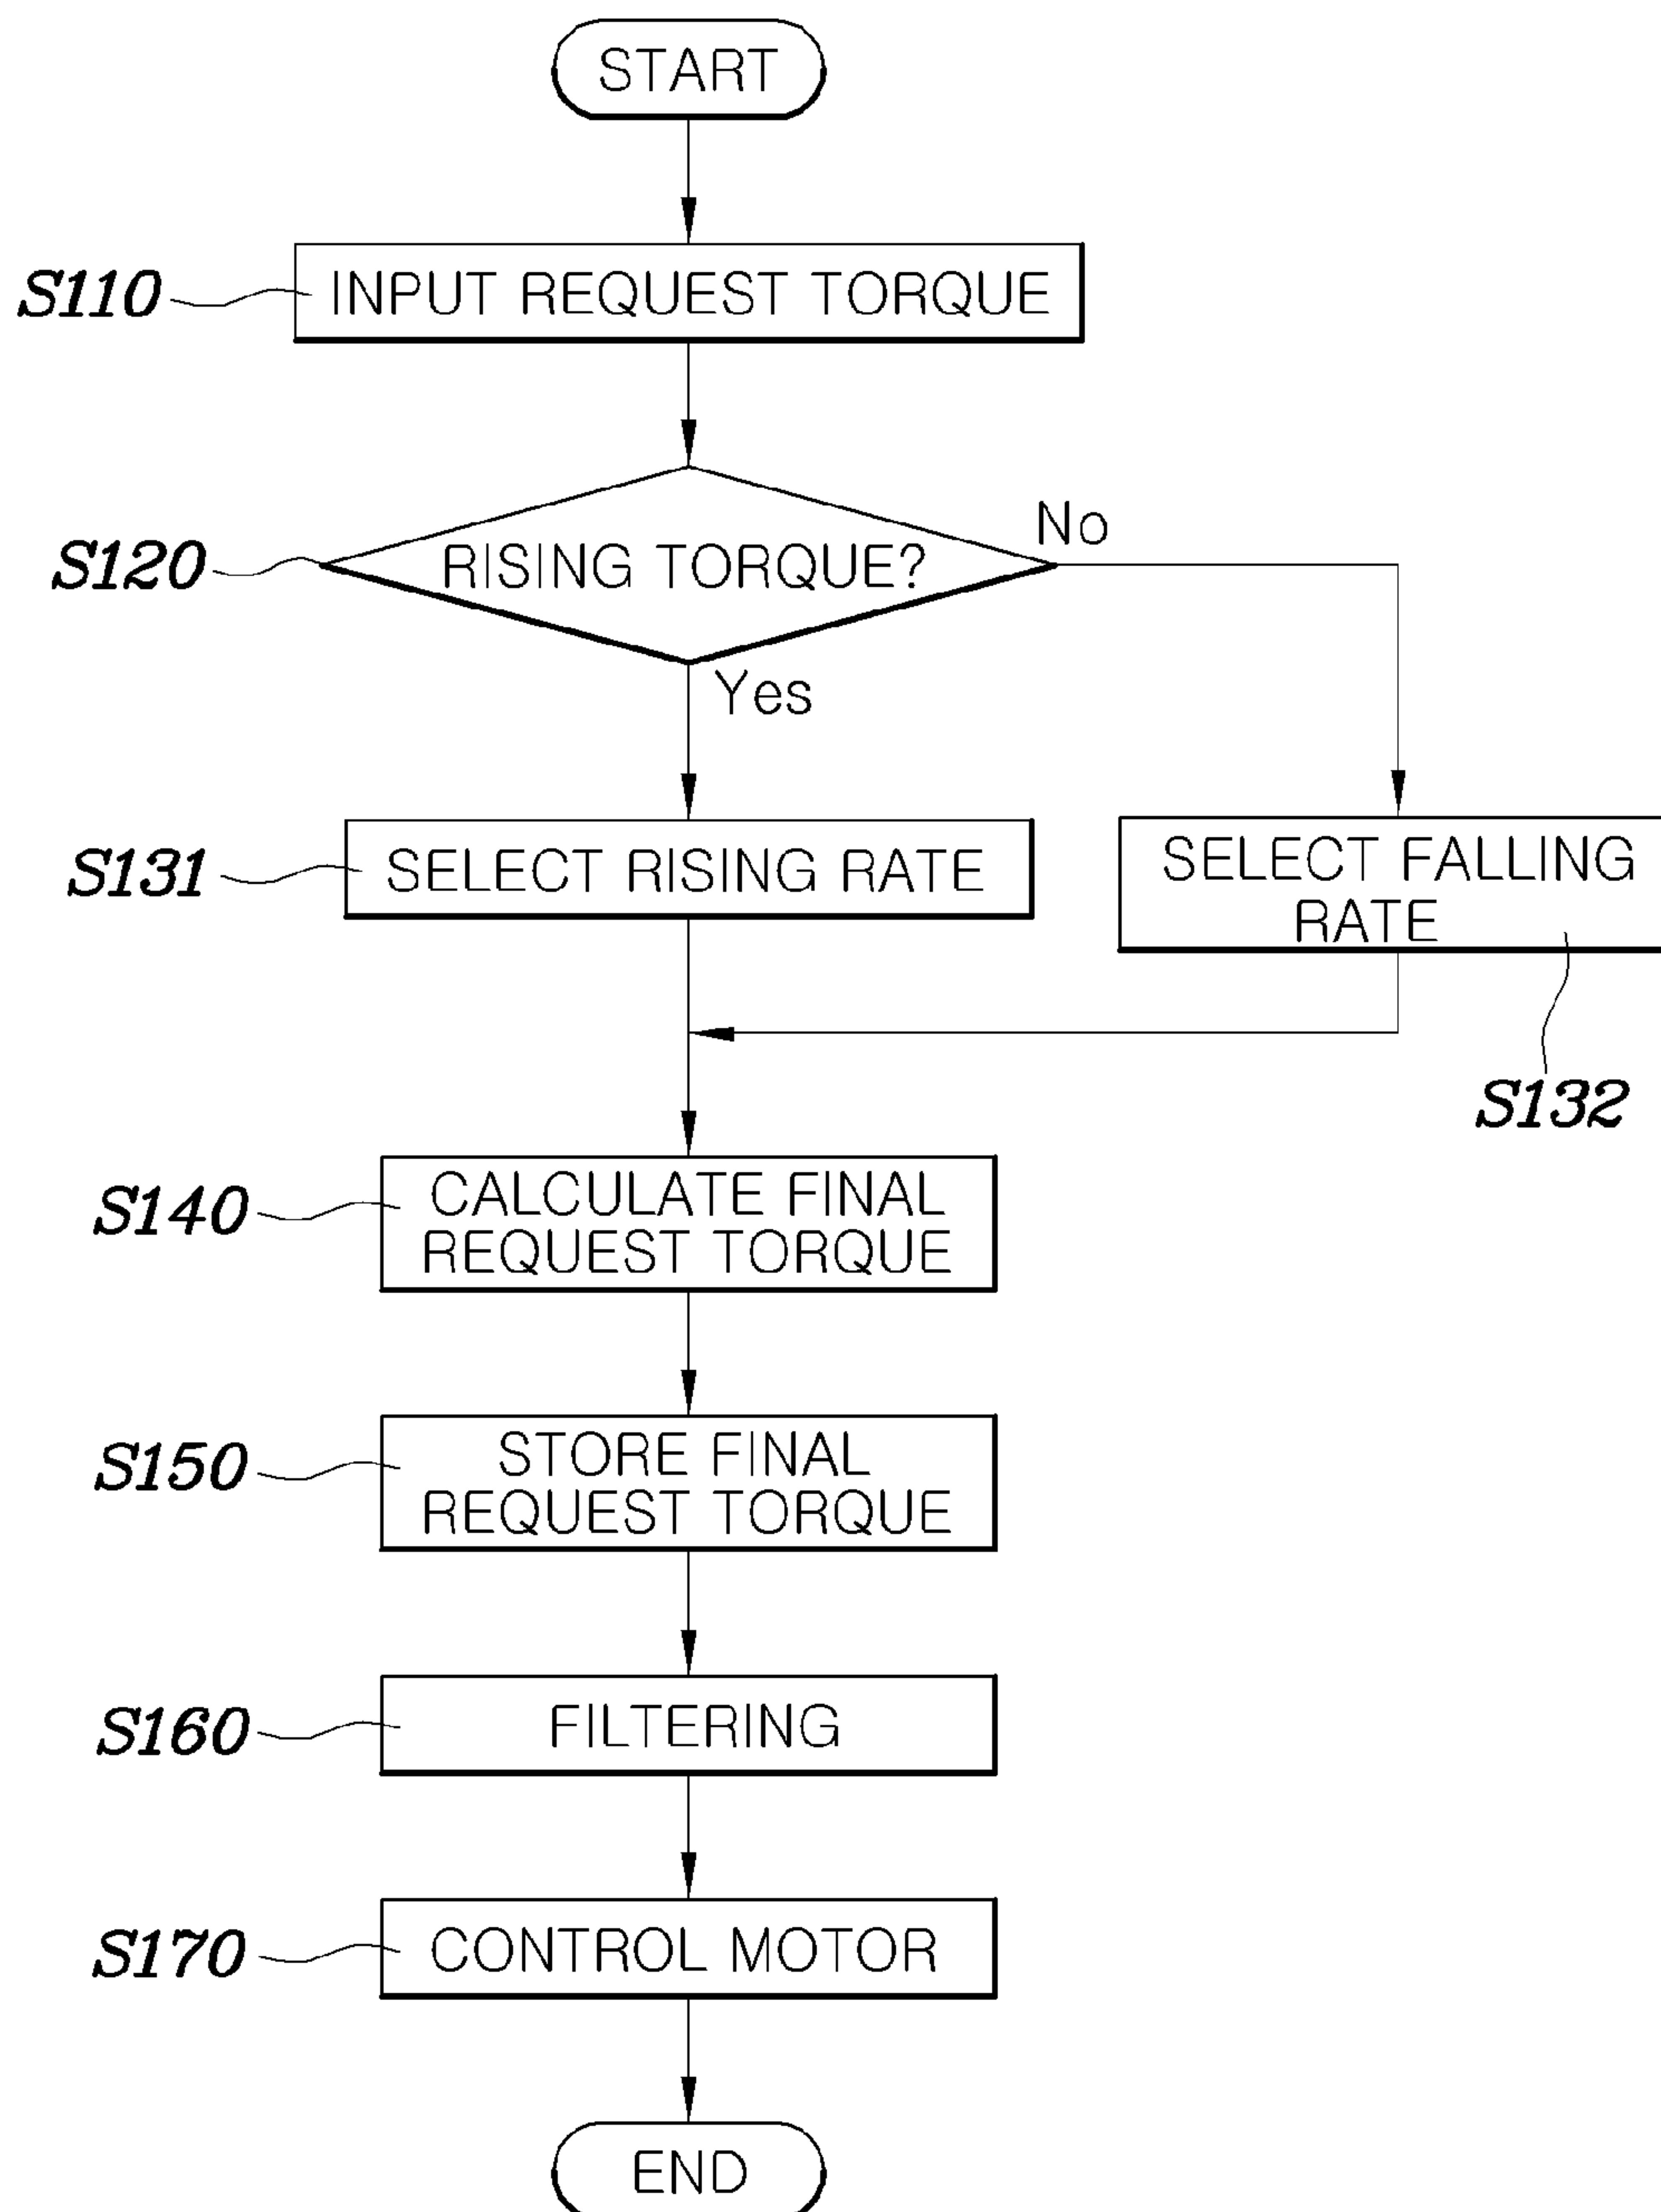 START
S110
INPUT REQUEST TORQUE
S120
RISING TORQUE?
No
Yes
S131
SELECT RISING RATE
SELECT FALLING
RATE
S132
S140
CALCULATE FINAL
REQUEST TORQUE
S150
STORE FINAL
REQUEST TORQUE
S160
FILTERING
S170
CONTROL MOTOR
END